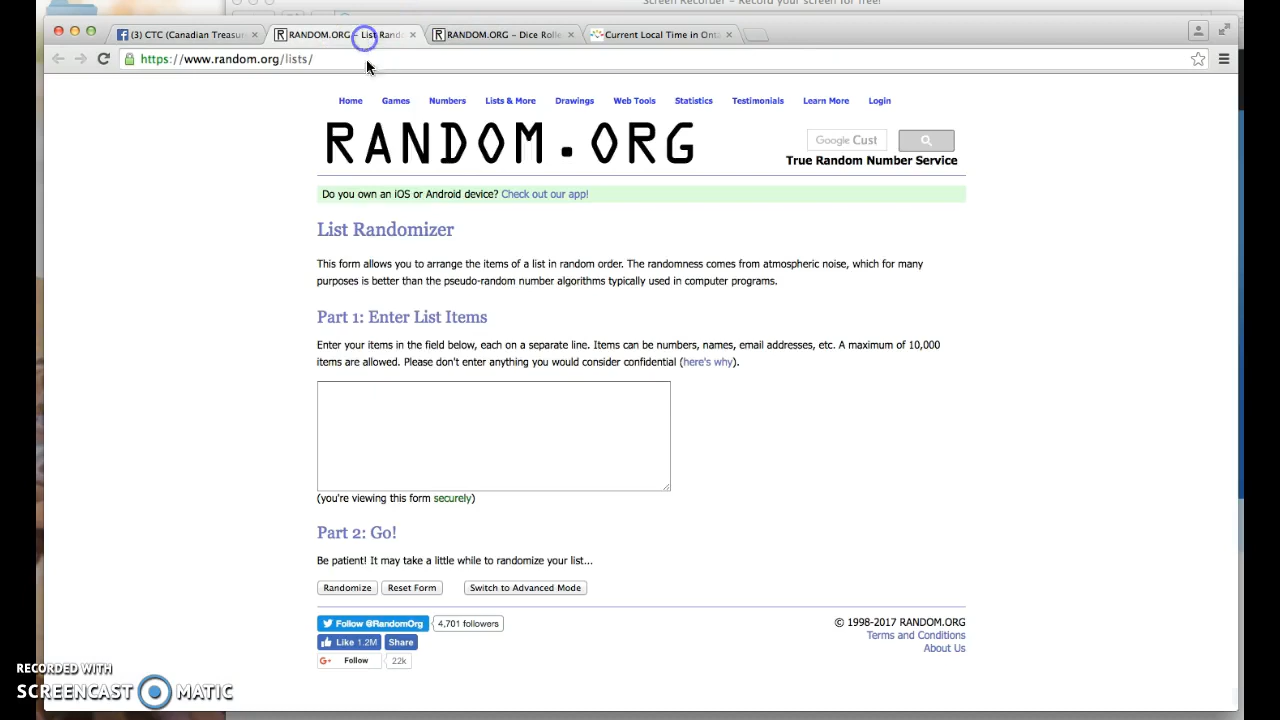 Screen Recorder - Record your screen for free!
(3) CTC (Canadian Treasur
RANDOM.ORG - List Rando
RANDOM.ORG - Dice Rolle
Current Local Time in Onta
https://www.random.org/lists/
Home Games Numbers Lists & More Drawings Web Tools Statistics Testimonials Learn More Login
RANDOM.ORG
Google Cust
True Random Number Service
Do you own an iOS or Android device? Check out our app!
List Randomizer
This form allows you to arrange the items of a list in random order. The randomness comes from atmospheric noise, which for many
purposes is better than the pseudo-random number algorithms typically used in computer programs.
Part 1: Enter List Items
Enter your items in the field below, each on a separate line. Items can be numbers, names, email addresses, etc. A maximum of 10,000
items are allowed. Please don't enter anything you would consider confidential (here's why).
(you're viewing this form securely)
Part 2: Go!
Be patient! It may take a little while to randomize your list...
Randomize Reset Form Switch to Advanced Mode
Follow @RandomOrg 4,701 followers
Like 1.2M Share
G+ Follow 22k
© 1998-2017 RANDOM.ORG
Terms and Conditions
About Us
RECORDED WITH
SCREENCAST MATIC